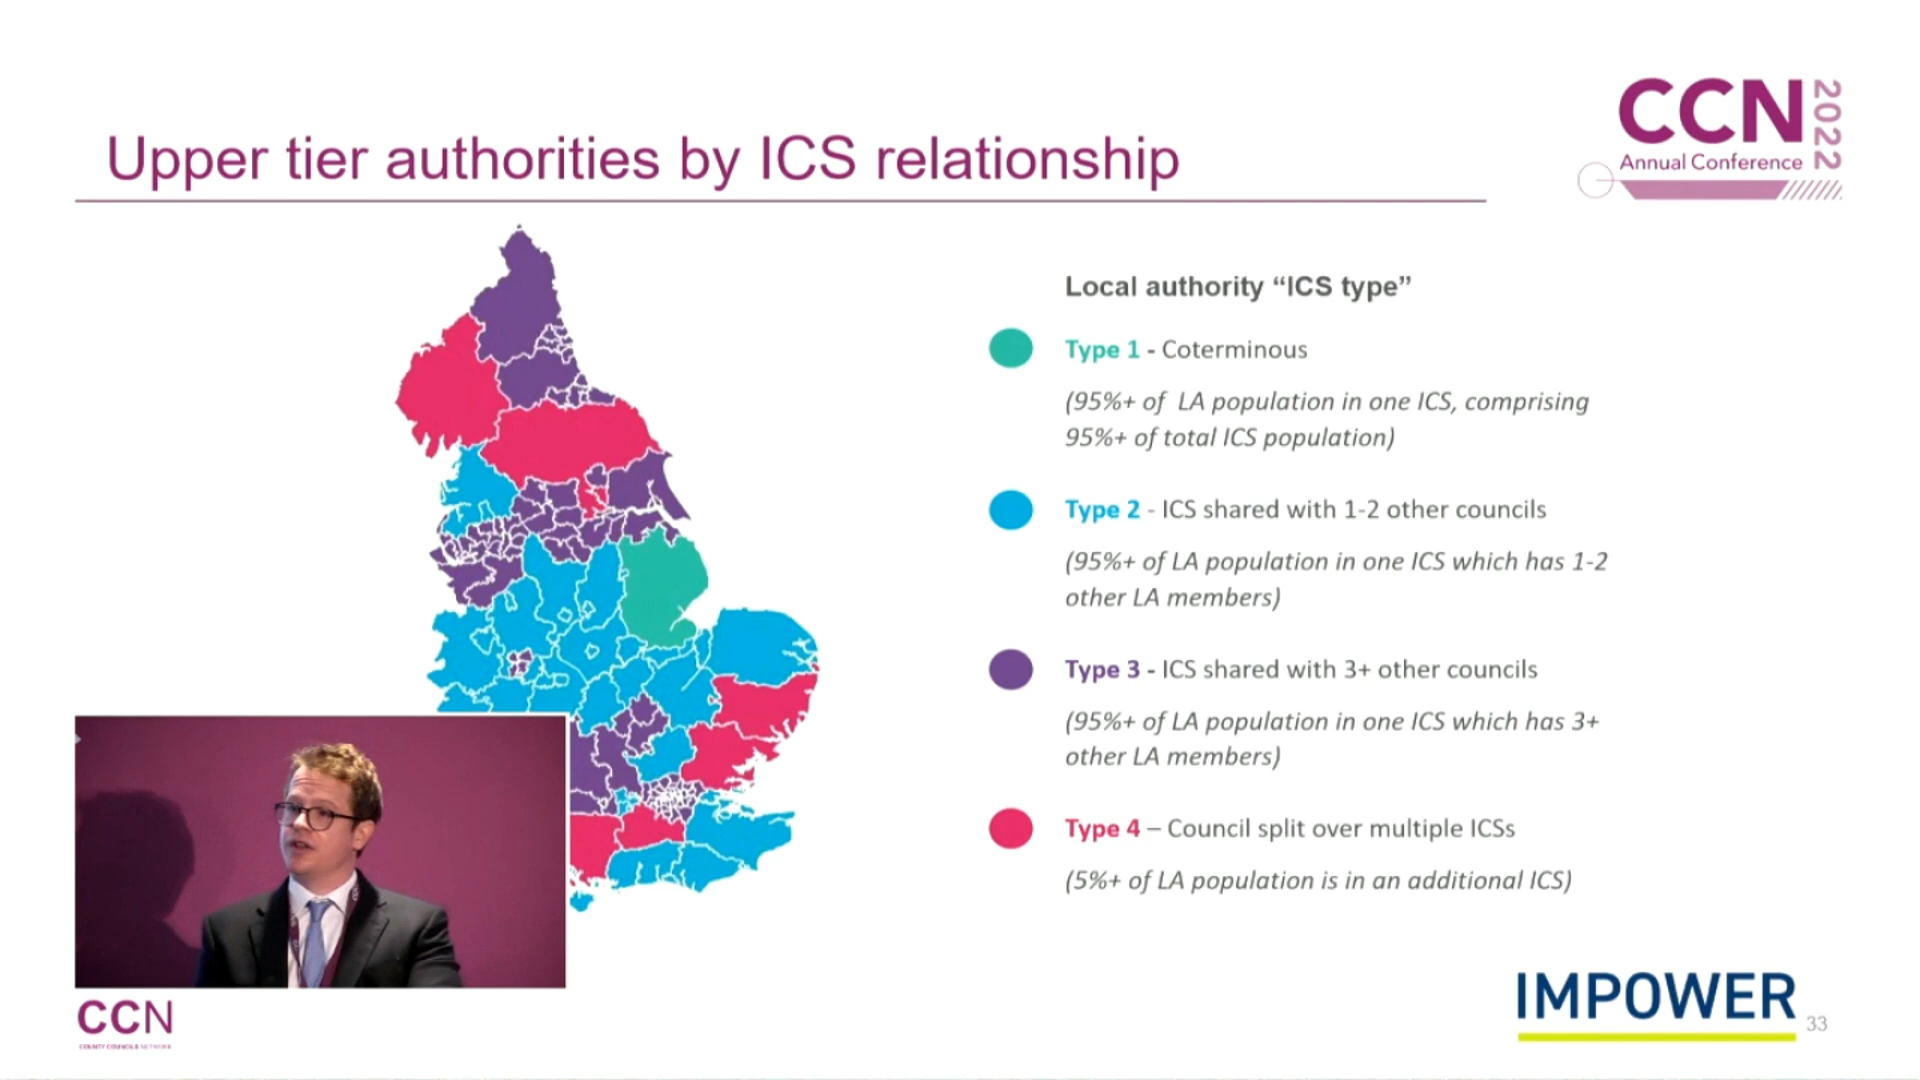 CCN 2022
Annual Conference
Upper tier authorities by ICS relationship
Local authority “ICS type”
Type 1 - Coterminous
(95%+ of LA population in one ICS, comprising
95%+ of total ICS population)
Type 2 - ICS shared with 1-2 other councils
(95%+ of LA population in one ICS which has 1-2
other LA members)
Type 3 - ICS shared with 3+ other councils
(95%+ of LA population in one ICS which has 3+
other LA members)
Type 4 – Council split over multiple ICSs
(5%+ of LA population is in an additional ICS)
CCN
COUNTY COUNCILS NETWORK
IMPOWER
33